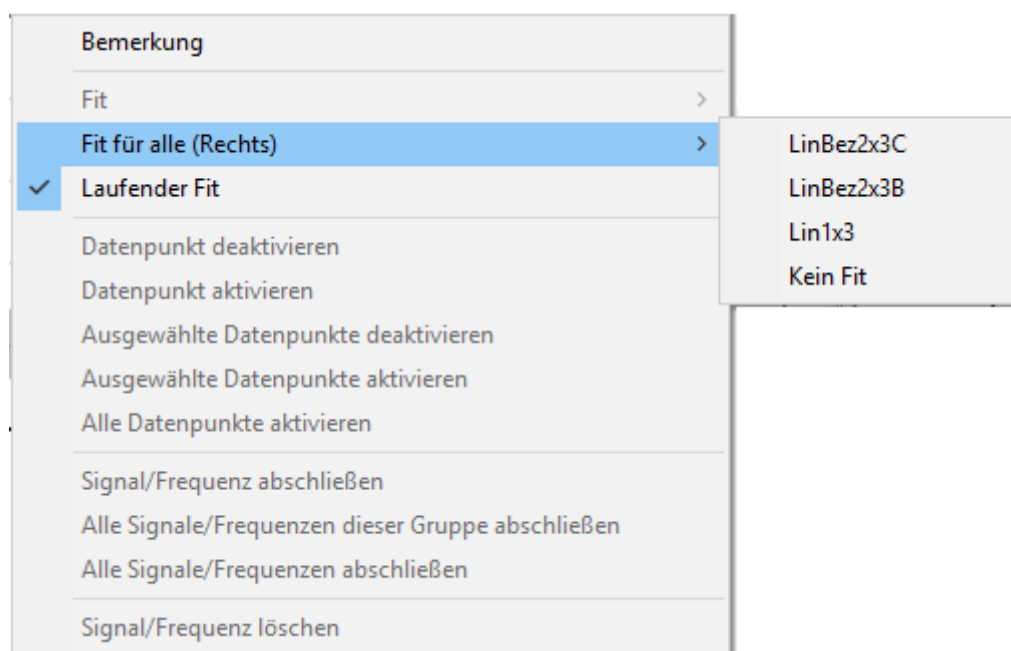 Bemerkung
Fit
Fit für alle (Rechts)
Laufender Fit
Datenpunkt deaktivieren
Datenpunkt aktivieren
Ausgewählte Datenpunkte deaktivieren
Ausgewählte Datenpunkte aktivieren
Alle Datenpunkte aktivieren
Signal/Frequenz abschließen
Alle Signale/Frequenzen dieser Gruppe abschließen
Alle Signale/Frequenzen abschließen
Signal/Frequenz löschen
LinBez2x3C
LinBez2x3B
Lin1x3
Kein Fit